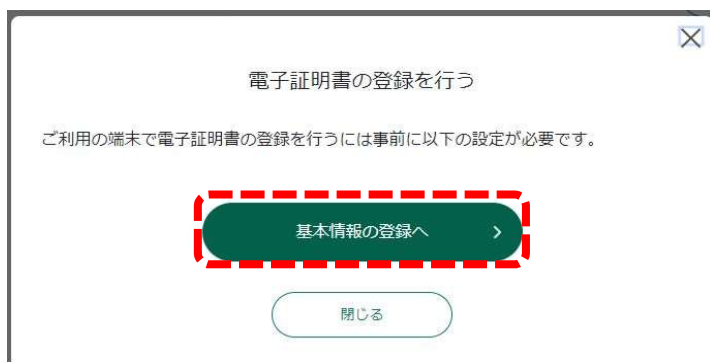 電子証明書の登録を行う
ご利用の端末で電子証明書の登録を行うには事前に以下の設定が必要です。
基本情報の登録へ
閉じる